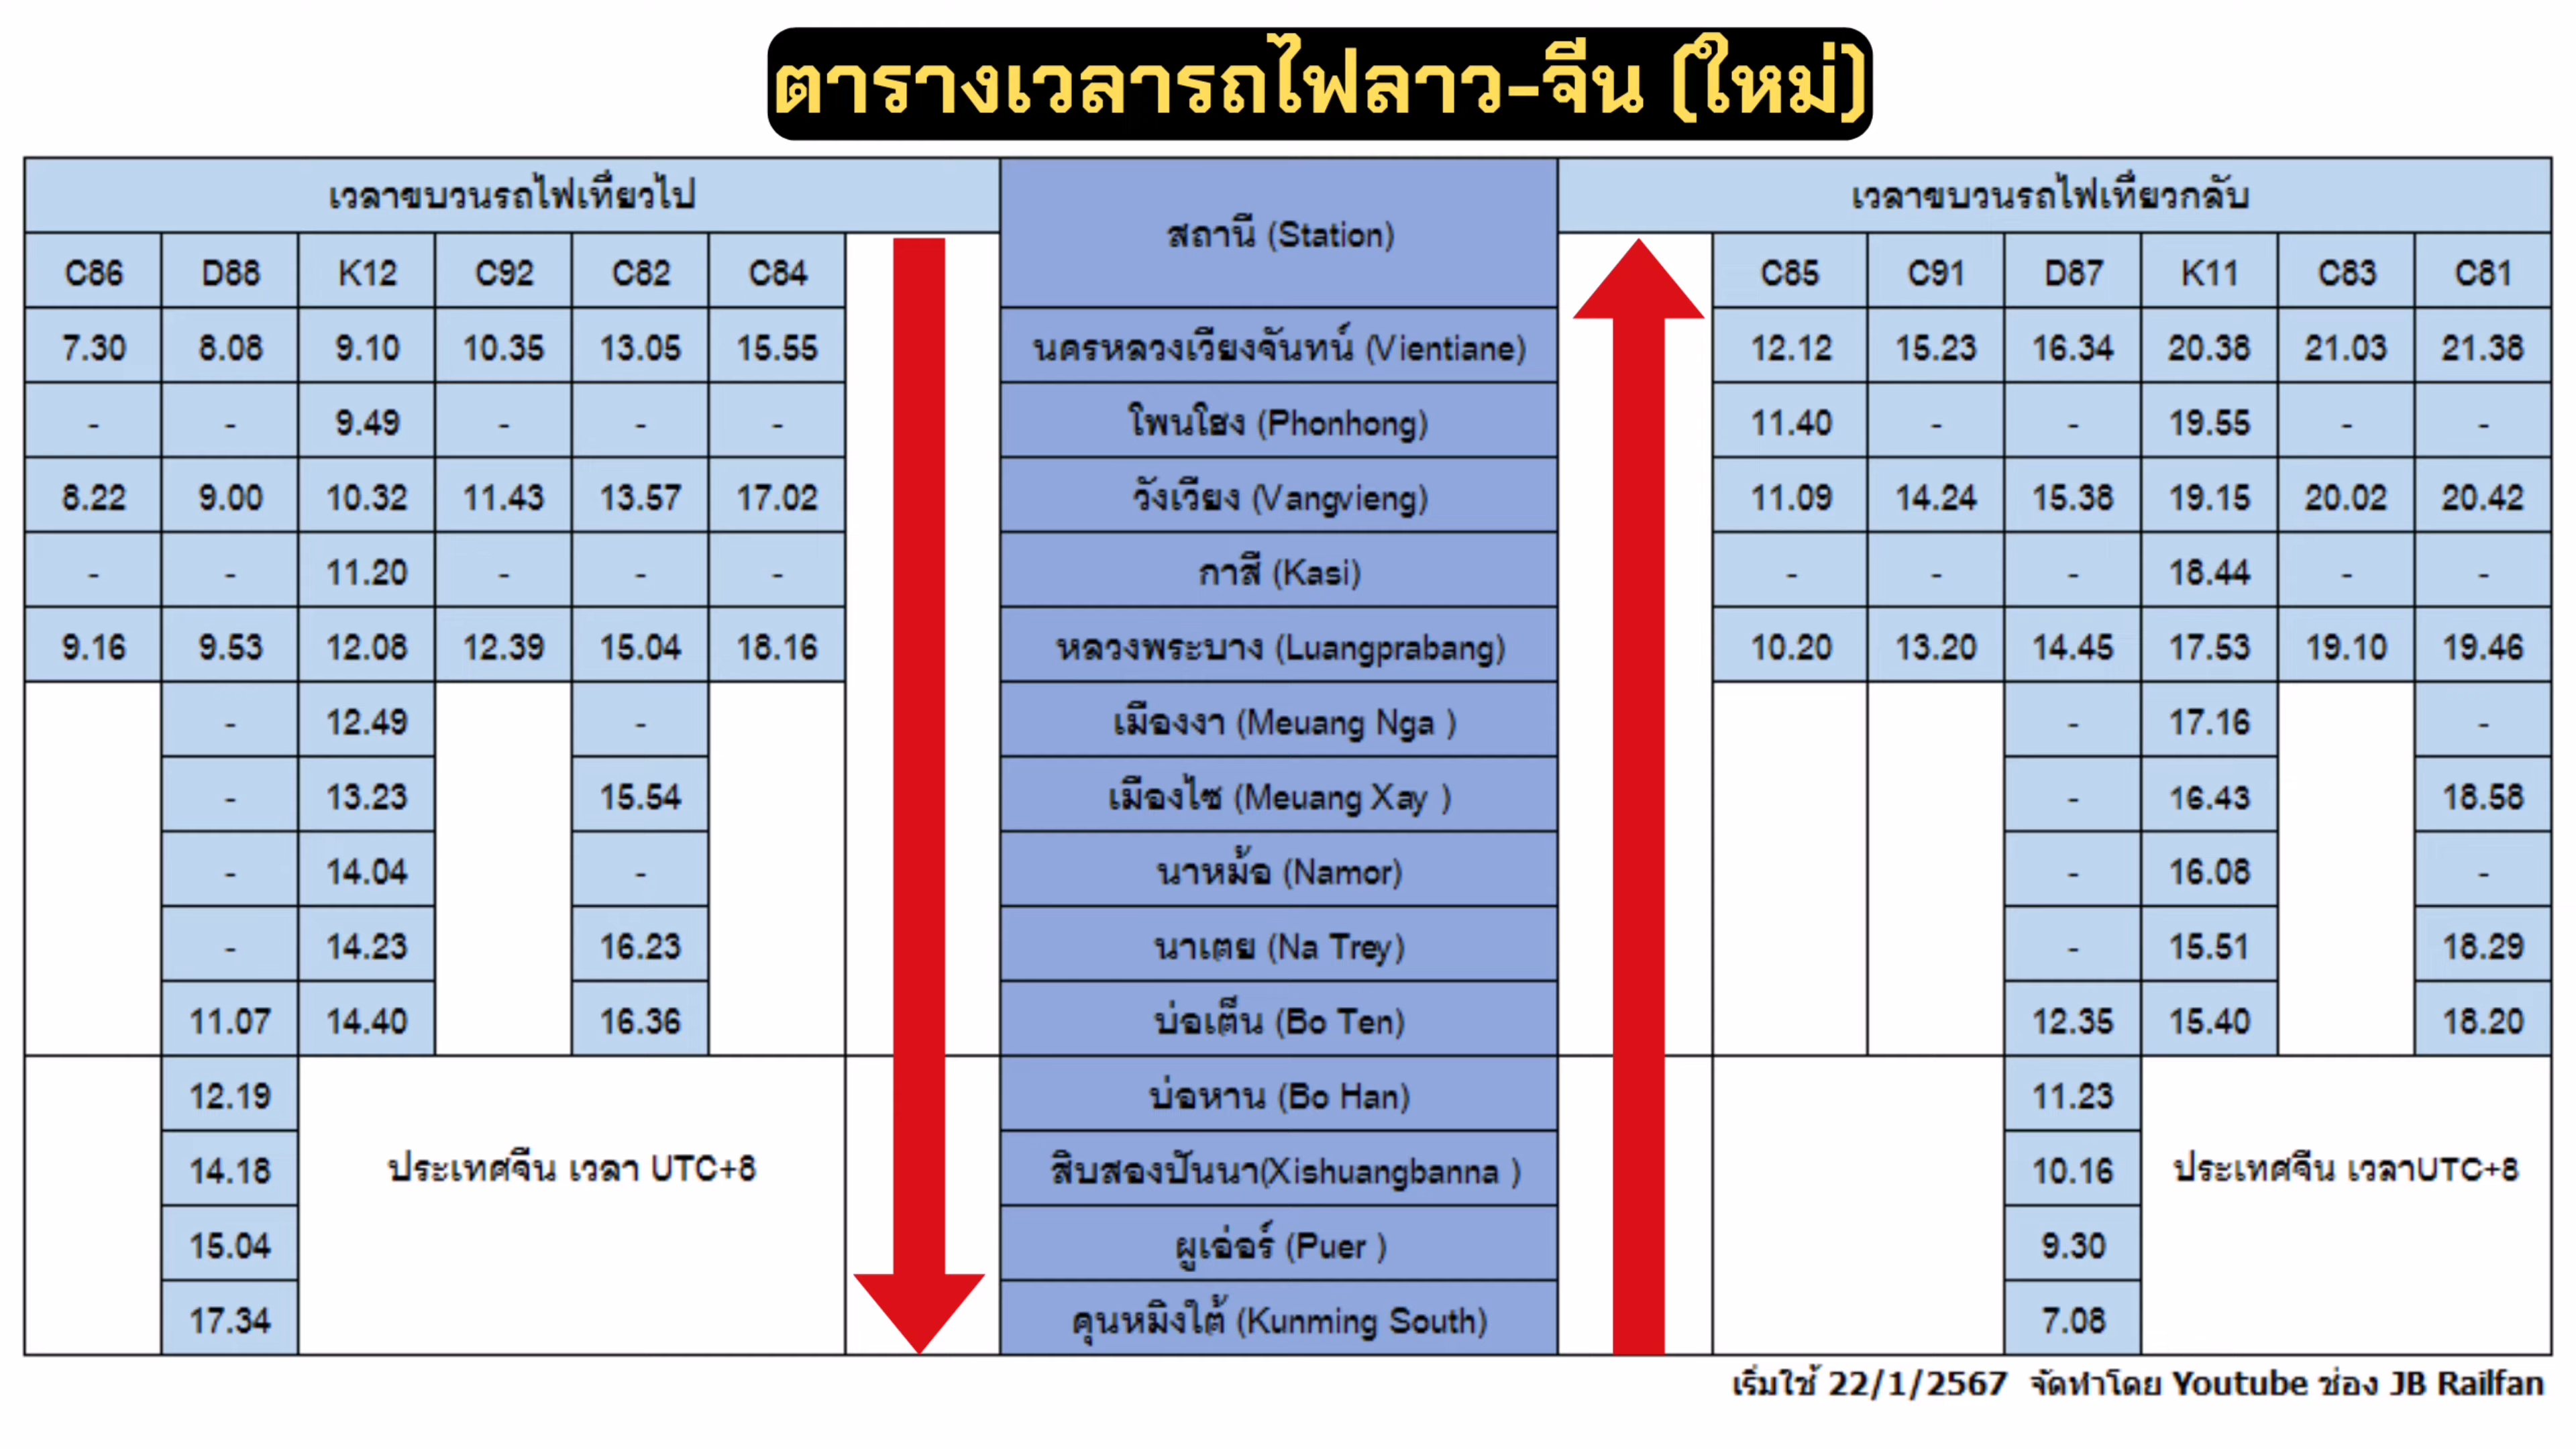 ตารางเวลารถไฟลาว-จีน (ใหม่)
เวลาขบวนรถไฟเที่ยวไป สถานี (Station) เวลาขบวนรถไฟเที่ยวกลับ
C86 D88 K12 C92 C82 C84 C85 C91 D87 K11 C83 C81
7.30 8.08 9.10 10.35 13.05 15.55 นครหลวงเวียงจันทน์ (Vientiane) 12.12 15.23 16.34 20.38 21.03 21.38
- - 9.49 - - - โพนโฮง (Phonhong) 11.40 - - 19.55 - -
8.22 9.00 10.32 11.43 13.57 17.02 วังเวียง (Vangvieng) 11.09 14.24 15.38 19.15 20.02 20.42
- - 11.20 - - - กาสี (Kasi) - - - 18.44 - -
9.16 9.53 12.08 12.39 15.04 18.16 หลวงพระบาง (Luangprabang) 10.20 13.20 14.45 17.53 19.10 19.46
- 12.49 - เมืองงา (Meuang Nga ) - 17.16 -
- 13.23 15.54 เมืองไซ (Meuang Xay ) - 16.43 18.58
- 14.04 - นาหม้อ (Namor) - 16.08 -
- 14.23 16.23 นาเตย (Na Trey) - 15.51 18.29
11.07 14.40 16.36 บ่อเต็น (Bo Ten) 12.35 15.40 18.20
12.19 บ่อหาน (Bo Han) 11.23
14.18 ประเทศจีน เวลา UTC+8 สิบสองปันนา(Xishuangbanna ) 10.16 ประเทศจีน เวลาUTC+8
15.04 ผูเอ่อร์ (Puer ) 9.30
17.34 คุนหมิงใต้ (Kunming South) 7.08
เริ่มใช้ 22/1/2567 จัดทำโดย Youtube ช่อง JB Railfan